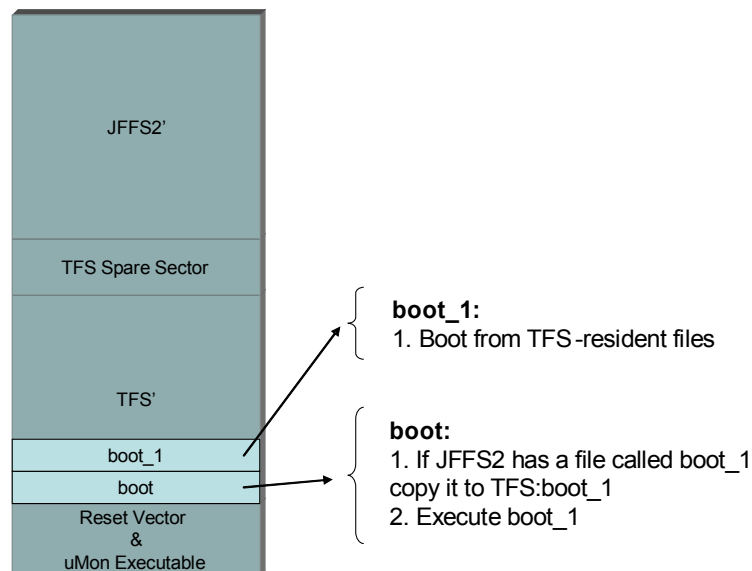 JFFS2’
TFS Spare Sector
TFS’
boot_1
boot
Reset Vector
&
uMon Executable
boot_1:
1. Boot from TFS-resident files
boot:
1. If JFFS2 has a file called boot_1
copy it to TFS:boot_1
2. Execute boot_1